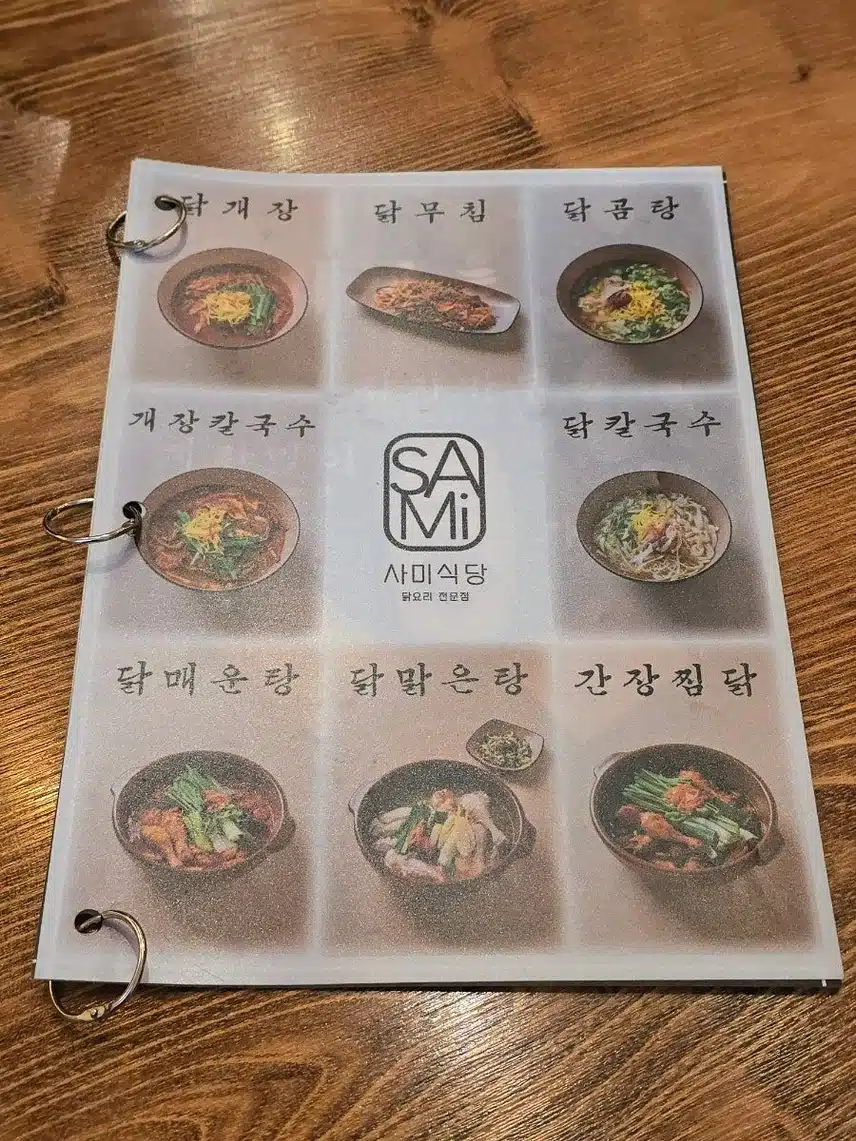 닭개장
닭무침
닭곰탕
개장칼국수
닭칼국수
SA
Mi
사미식당
닭요리 전문점
닭매운탕
닭맑은탕
간장찜닭